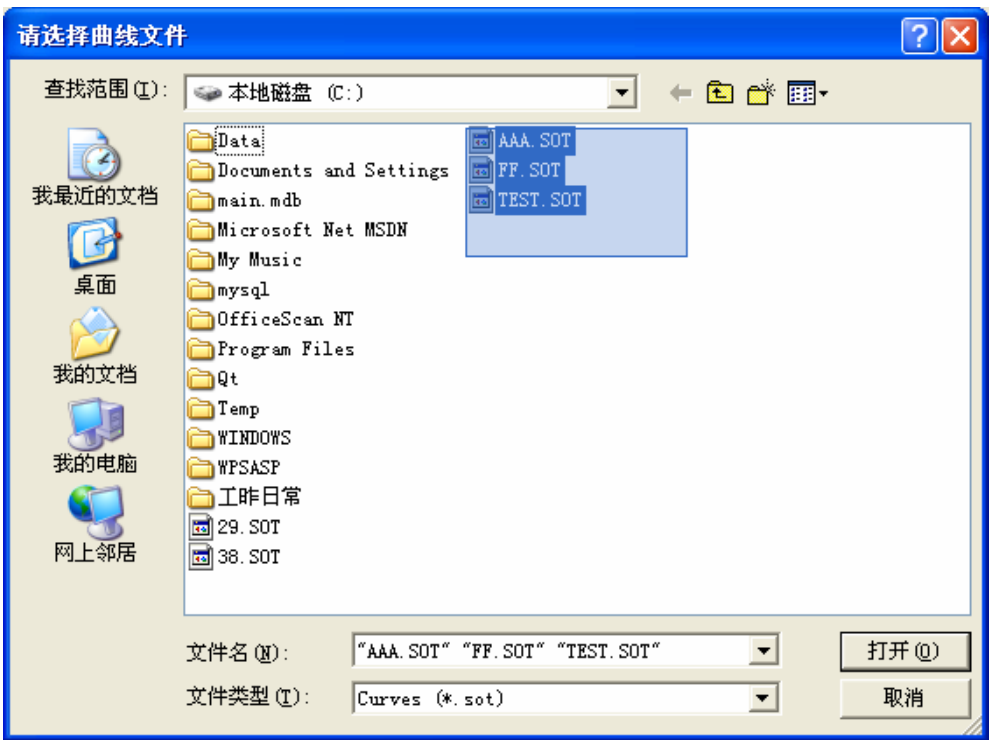 请选择曲线文件
查找范围(I):
本地磁盘 (C:)
我最近的文档
桌面
我的文档
我的电脑
网上邻居
Data
Documents and Settings
main.mdb
Microsoft Net MSDN
My Music
mysql
OfficeScan NT
Program Files
Qt
Temp
WINDOWS
WPSASP
工昨日常
29.SOT
38.SOT
AAA.SOT
FF.SOT
TEST.SOT
文件名(N):
"AAA.SOT" "FF.SOT" "TEST.SOT"
打开(O)
文件类型(T):
Curves (*.sot)
取消